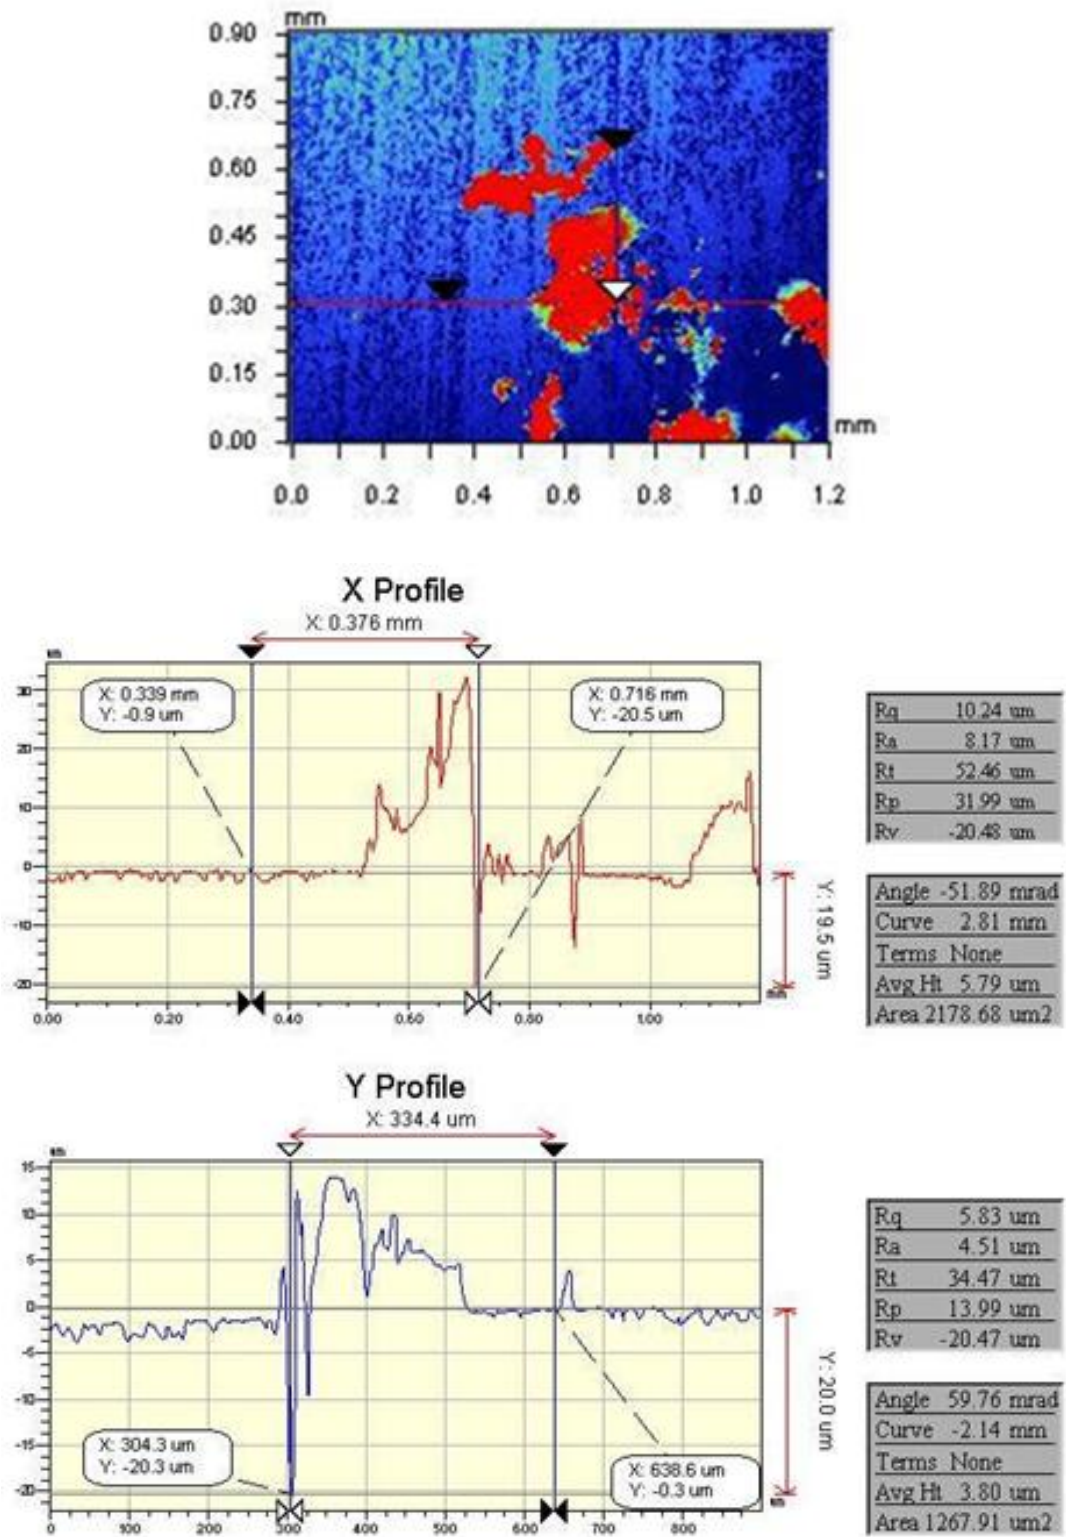 mm
0.90
0.75
0.60
0.45
0.30
0.15
0.00
mm
0.0 0.2 0.4 0.6 0.8 1.0 1.2
X Profile
X: 0.376 mm
um
X: 0.339 mm
Y: -0.9 um
X: 0.716 mm
Y: -20.5 um
30
20
10
0
-10
-20
mm
0.00 0.20 0.40 0.60 0.80 1.00
Y: 19.5 um
Rq 10.24 um
Ra 8.17 um
Rt 52.46 um
Rp 31.99 um
Rv -20.48 um
Angle -51.89 mrad
Curve 2.81 mm
Terms None
Avg Ht 5.79 um
Area 2178.68 um2
Y Profile
X: 334.4 um
um
15
10
5
0
-5
-10
-15
-20
X: 304.3 um
Y: -20.3 um
X: 638.6 um
Y: -0.3 um
um
0 100 200 300 400 500 600 700 800
Y: 20.0 um
Rq 5.83 um
Ra 4.51 um
Rt 34.47 um
Rp 13.99 um
Rv -20.47 um
Angle 59.76 mrad
Curve -2.14 mm
Terms None
Avg Ht 3.80 um
Area 1267.91 um2